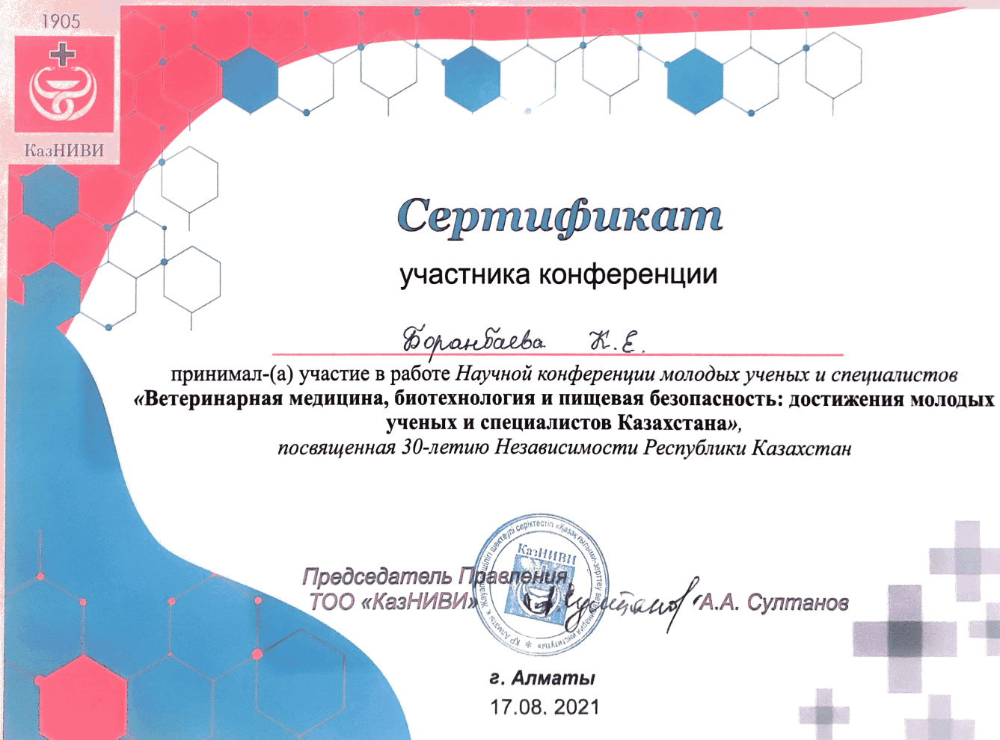 1905
КазНИВИ
Сертификат
участника конференции
Боранбаева К.Е.
принимал-(а) участие в работе Научной конференции молодых ученых и специалистов
«Ветеринарная медицина, биотехнология и пищевая безопасность: достижения молодых
ученых и специалистов Казахстана»,
посвященная 30-летию Независимости Республики Казахстан
Председатель Правления
ТОО «КазНИВИ»
А.А. Султанов
КазНИВИ
шектеулі серіктестігі «Қазақ ғылыми-зерттеу ветеринария институты» * ҚР Алматы қ. Жауапкершілігі
г. Алматы
17.08. 2021